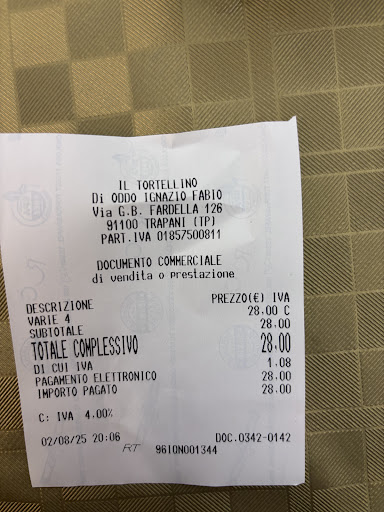 IL TORTELLINO
Di ODDO IGNAZIO FABIO
Via G.B. FARDELLA 126
91100 TRAPANI (TP)
PART.IVA 01857500811
DOCUMENTO COMMERCIALE
di vendita o prestazione
DESCRIZIONE PREZZO(€) IVA
VARIE 4 28.00 C
SUBTOTALE 28.00
TOTALE COMPLESSIVO 28.00
DI CUI IVA 1.08
PAGAMENTO ELETTRONICO 28.00
IMPORTO PAGATO 28.00
C: IVA 4.00%
02/08/25 20:06 DOC.0342-0142
RT 96ION001344